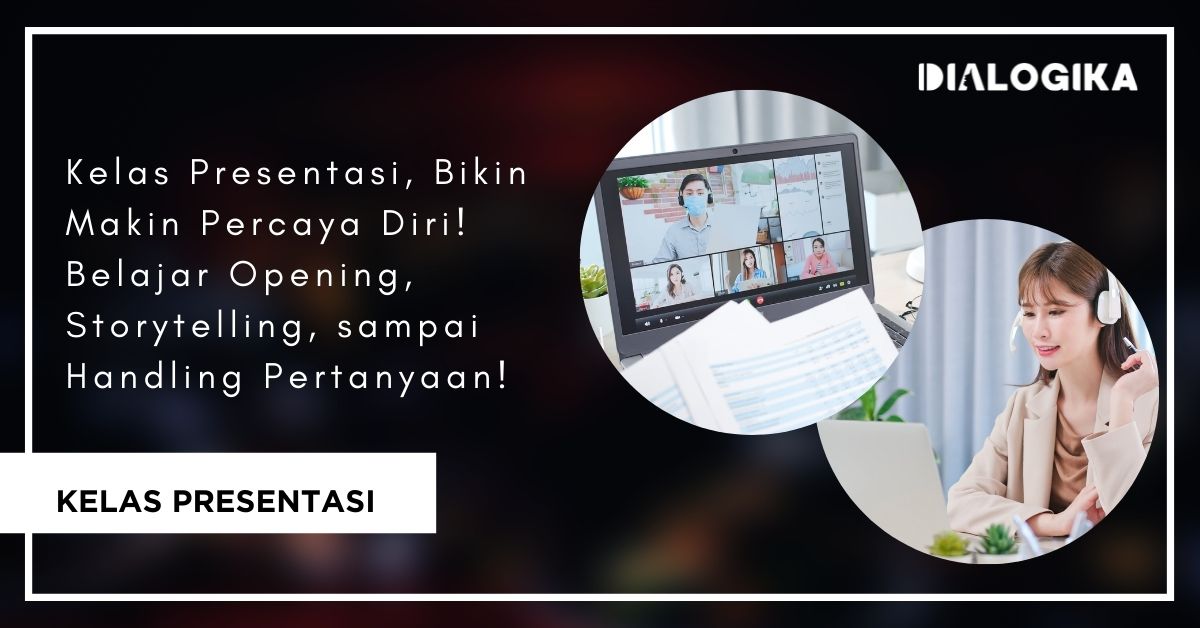 DIALOGIKA
Kelas Presentasi, Bikin
Makin Percaya Diri!
Belajar Opening,
Storytelling, sampai
Handling Pertanyaan!
KELAS PRESENTASI